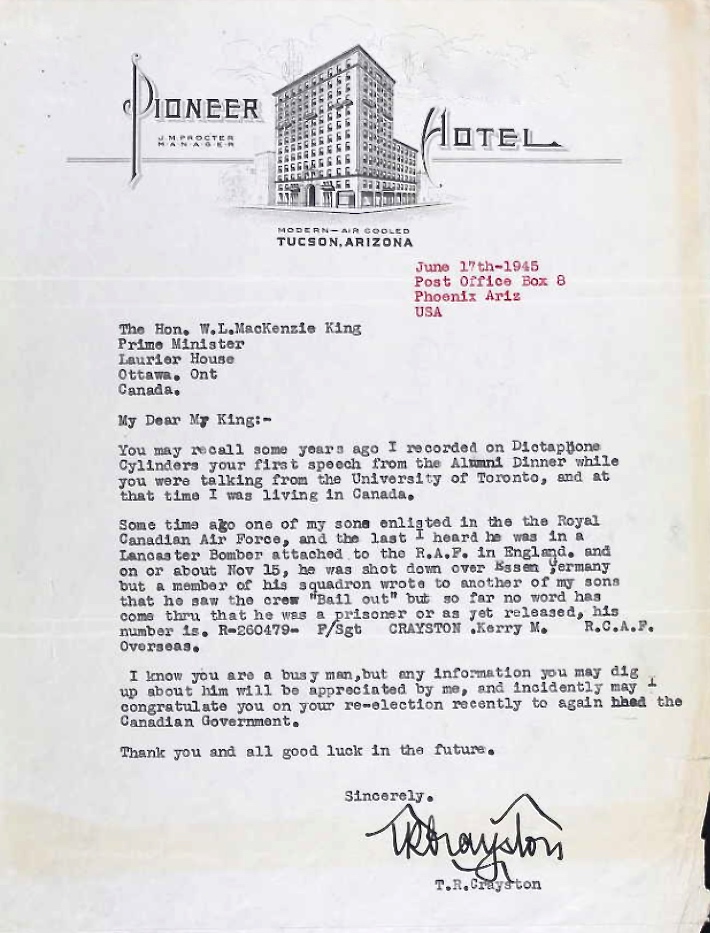 PIONEER HOTEL
J.M. PROCTER
MANAGER
MODERN—AIR COOLED
TUCSON, ARIZONA
June 17th-1945
Post Office Box 8
Phoenix Ariz
USA
The Hon. W.L.MacKenzie King
Prime Minister
Laurier House
Ottawa. Ont
Canada.
My Dear My King:-
You may recall some years ago I recorded on Dictaphone
Cylinders your first speech from the Alumni Dinner while
you were talking from the University of Toronto, and at
that time I was living in Canada.
Some time ago one of my sons enlisted in the the Royal
Canadian Air Force, and the last I heard he was in a
Lancaster Bomber attached to the R.A.F. in England. and
on or about Nov 15, he was shot down over Essen Germany
but a member of his squadron wrote to another of my sons
that he saw the crew "Bail out" but so far no word has
come thru that he was a prisoner or as yet released, his
number is. R-260479- F/Sgt CRAYSTON .Kerry M. R.C.A.F.
Overseas.
I know you are a busy man,but any information you may dig
up about him will be appreciated by me, and incidently may I
congratulate you on your re-election recently to again head the
Canadian Government.
Thank you and all good luck in the future.
Sincerely.
TRCrayston
T.R.Crayston